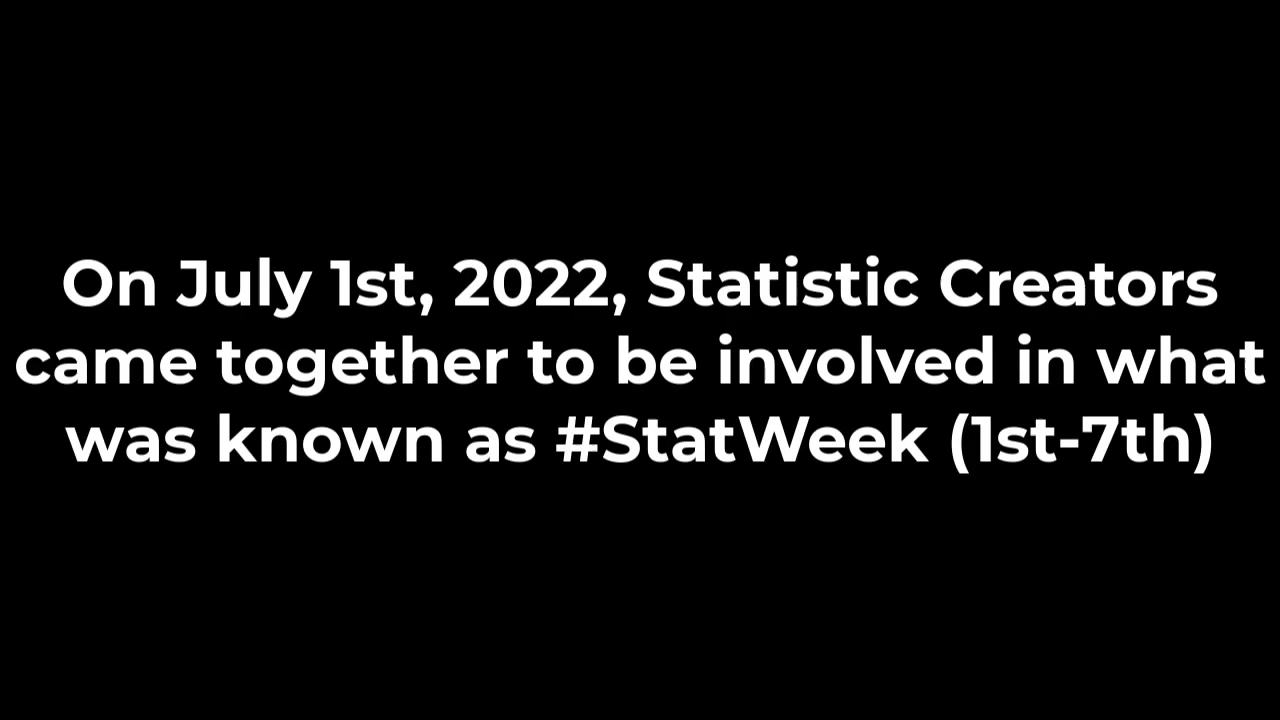 On July 1st, 2022, Statistic Creators
came together to be involved in what
was known as #StatWeek (1st-7th)